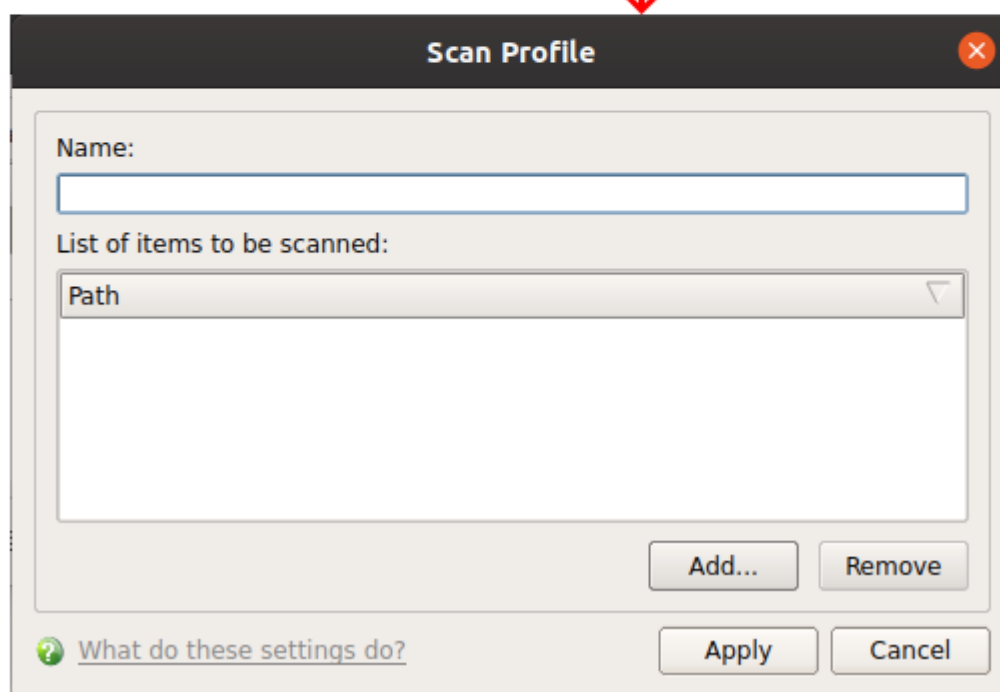 Scan Profile
Name:
List of items to be scanned:
Path
Add...
Remove
What do these settings do?
Apply
Cancel